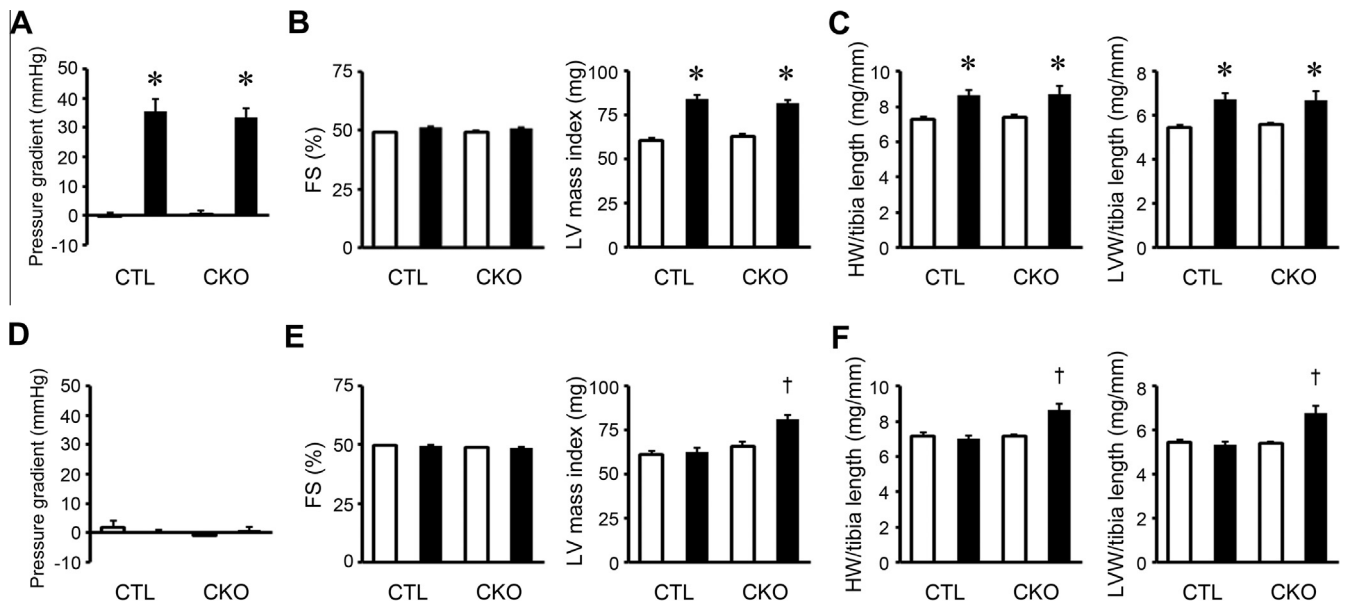 A
Pressure gradient (mmHg)
50
40
30
20
10
0
-10
*
*
CTL
CKO
B
FS (%)
75
50
25
0
CTL
CKO
LV mass index (mg)
100
75
50
25
0
*
*
CTL
CKO
C
HW/tibia length (mg/mm)
10
8
6
4
2
0
*
*
CTL
CKO
LVW/tibia length (mg/mm)
8
6
4
2
0
*
*
CTL
CKO
D
Pressure gradient (mmHg)
50
40
30
20
10
0
-10
CTL
CKO
E
FS (%)
75
50
25
0
CTL
CKO
LV mass index (mg)
100
75
50
25
0
†
CTL
CKO
F
HW/tibia length (mg/mm)
10
8
6
4
2
0
†
CTL
CKO
LVW/tibia length (mg/mm)
8
6
4
2
0
†
CTL
CKO